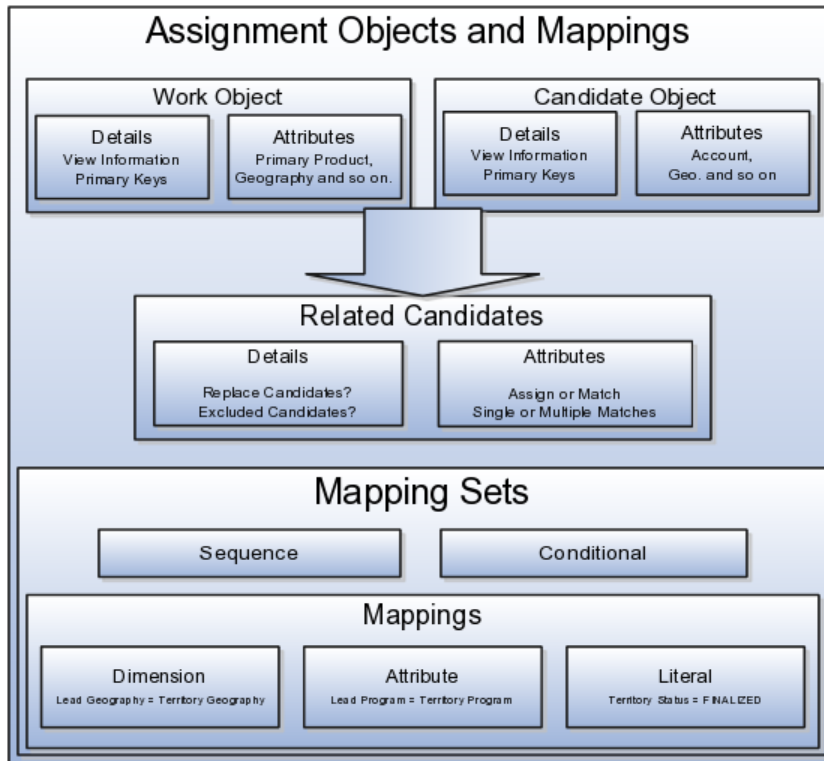 Assignment Objects and Mappings
Work Object
Details
View Information
Primary Keys
Attributes
Primary Product,
Geography and so on.
Candidate Object
Details
View Information
Primary Keys
Attributes
Account,
Geo. and so on
Related Candidates
Details
Replace Candidates?
Excluded Candidates?
Attributes
Assign or Match
Single or Multiple Matches
Mapping Sets
Sequence
Conditional
Mappings
Dimension
Lead Geography = Territory Geography
Attribute
Lead Program = Territory Program
Literal
Territory Status = FINALIZED